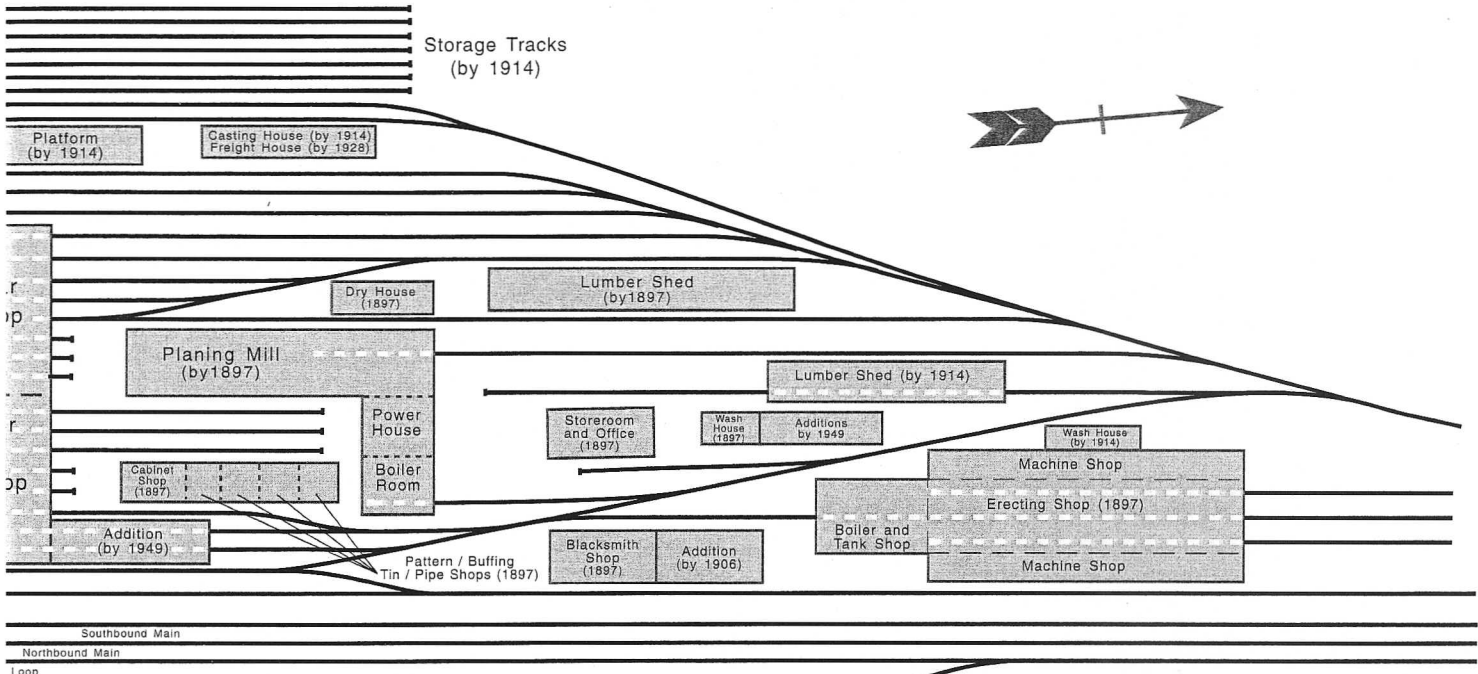 Storage Tracks
(by 1914)
Platform
(by 1914)
Casting House (by 1914)
Freight House (by 1928)
Lumber Shed
(by1897)
Dry House
(1897)
Planing Mill
(by1897)
Lumber Shed (by 1914)
Power
House
Storeroom
and Office
(1897)
Wash
House
(1897)
Additions
by 1949
Wash House
(by 1914)
Boiler
Room
Cabinet
Shop
(1897)
Machine Shop
Erecting Shop (1897)
Boiler and
Tank Shop
Machine Shop
Addition
(by 1949)
Pattern / Buffing
Tin / Pipe Shops (1897)
Blacksmith
Shop
(1897)
Addition
(by 1906)
Southbound Main
Northbound Main
Loop